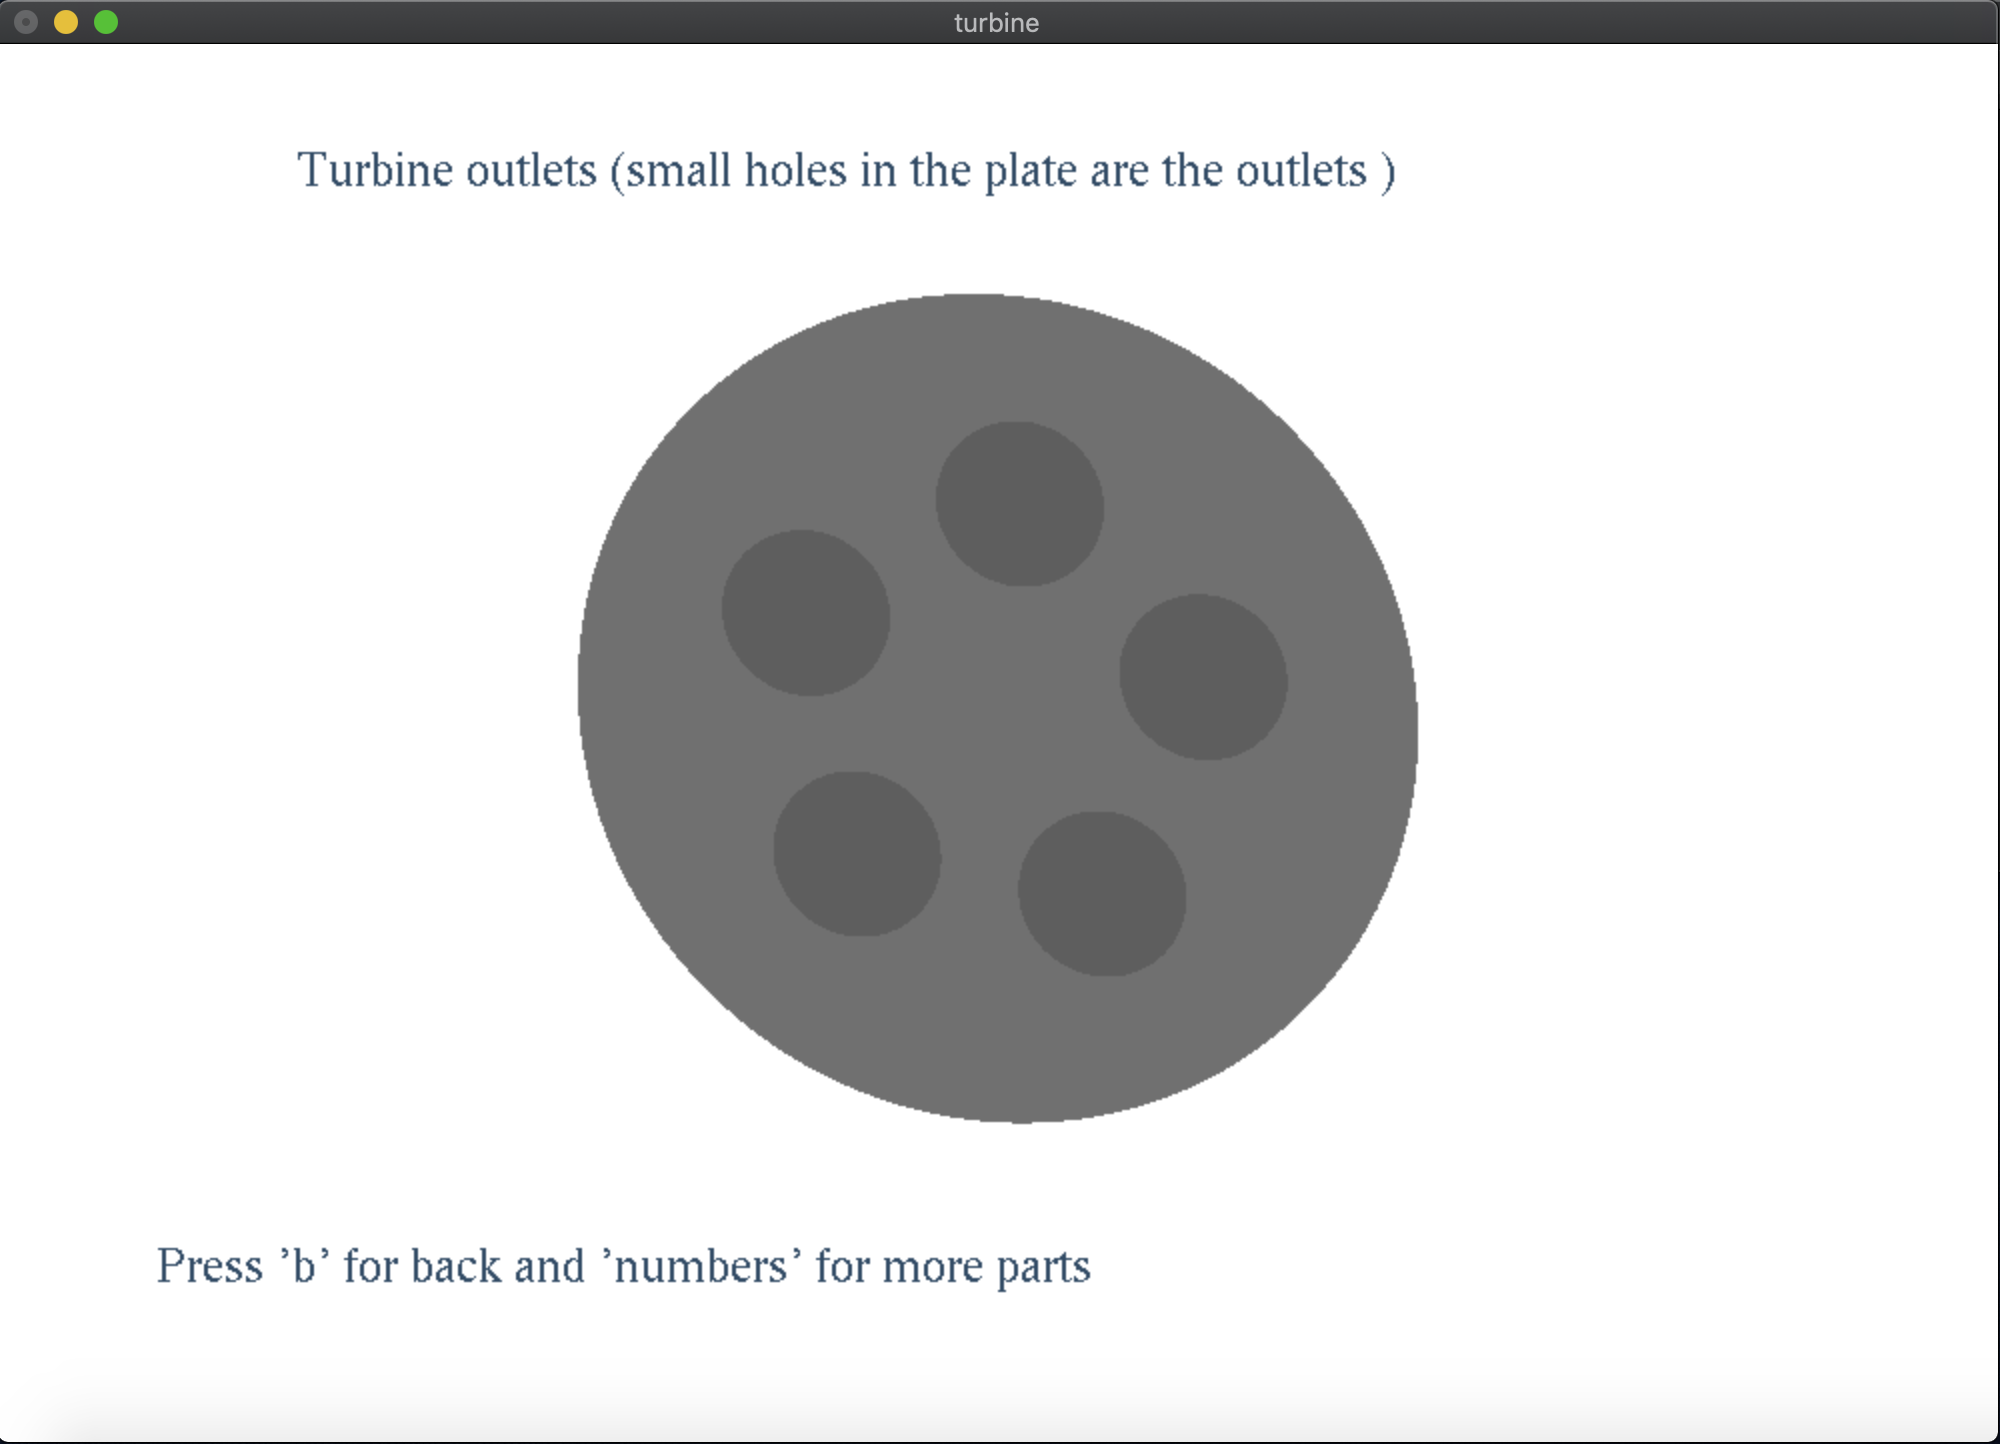 turbine
Turbine outlets (small holes in the plate are the outlets )
Press ’b’ for back and ’numbers’ for more parts